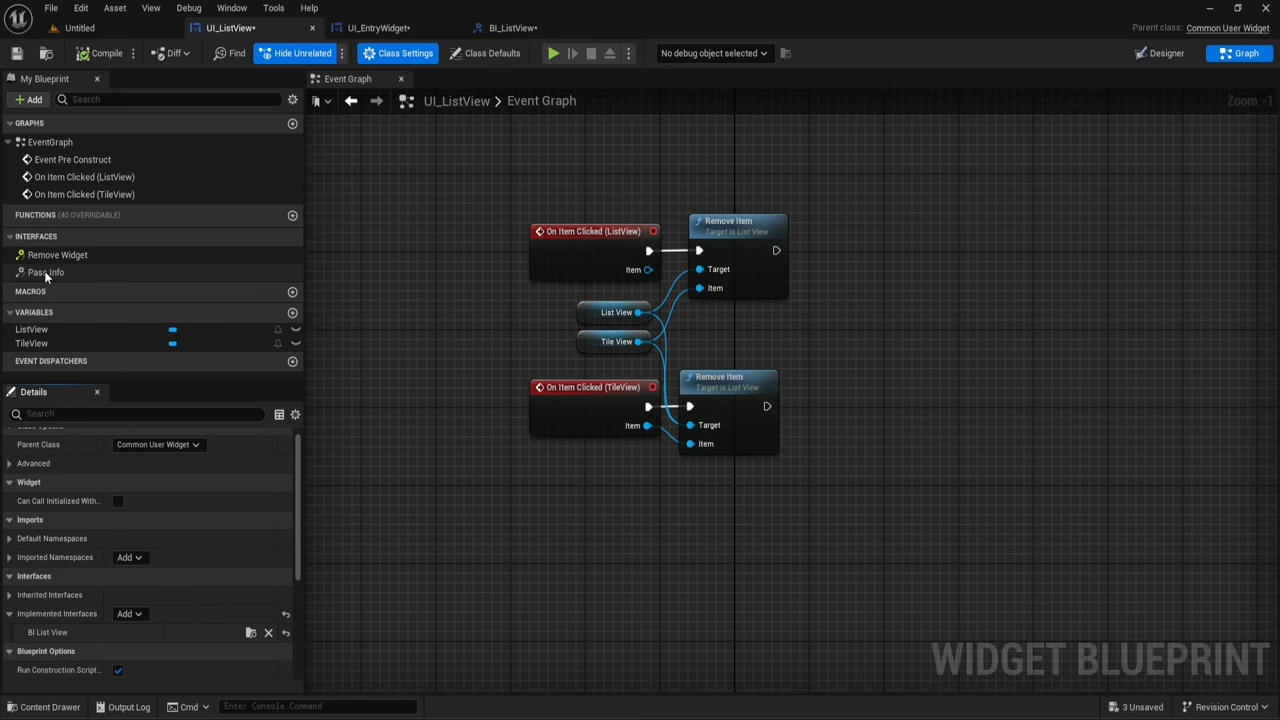 File Edit Asset View Debug Window Tools Help
Untitled
UI_ListView*
UI_EntryWidget*
BI_ListView*
Parent class: Common User Widget
Compile
Diff
Find
Hide Unrelated
Class Settings
Class Defaults
No debug object selected
Designer
Graph
My Blueprint
Event Graph
Add
Search
UI_ListView > Event Graph
Zoom -1
GRAPHS
EventGraph
Event Pre Construct
On Item Clicked (ListView)
On Item Clicked (TileView)
FUNCTIONS (40 OVERRIDABLE)
INTERFACES
Remove Widget
Pass Info
MACROS
VARIABLES
ListView
TileView
EVENT DISPATCHERS
On Item Clicked (ListView)
Item
Remove Item
Target is List View
Target
Item
List View
Tile View
On Item Clicked (TileView)
Item
Remove Item
Target is List View
Target
Item
Details
Search
Parent Class
Common User Widget
Advanced
Widget
Can Call Initialized With...
Imports
Default Namespaces
Imported Namespaces
Add
Interfaces
Inherited Interfaces
Implemented Interfaces
Add
BI List View
Blueprint Options
Run Construction Script...
WIDGET BLUEPRINT
Content Drawer
Output Log
Cmd
Enter Console Command
3 Unsaved
Revision Control